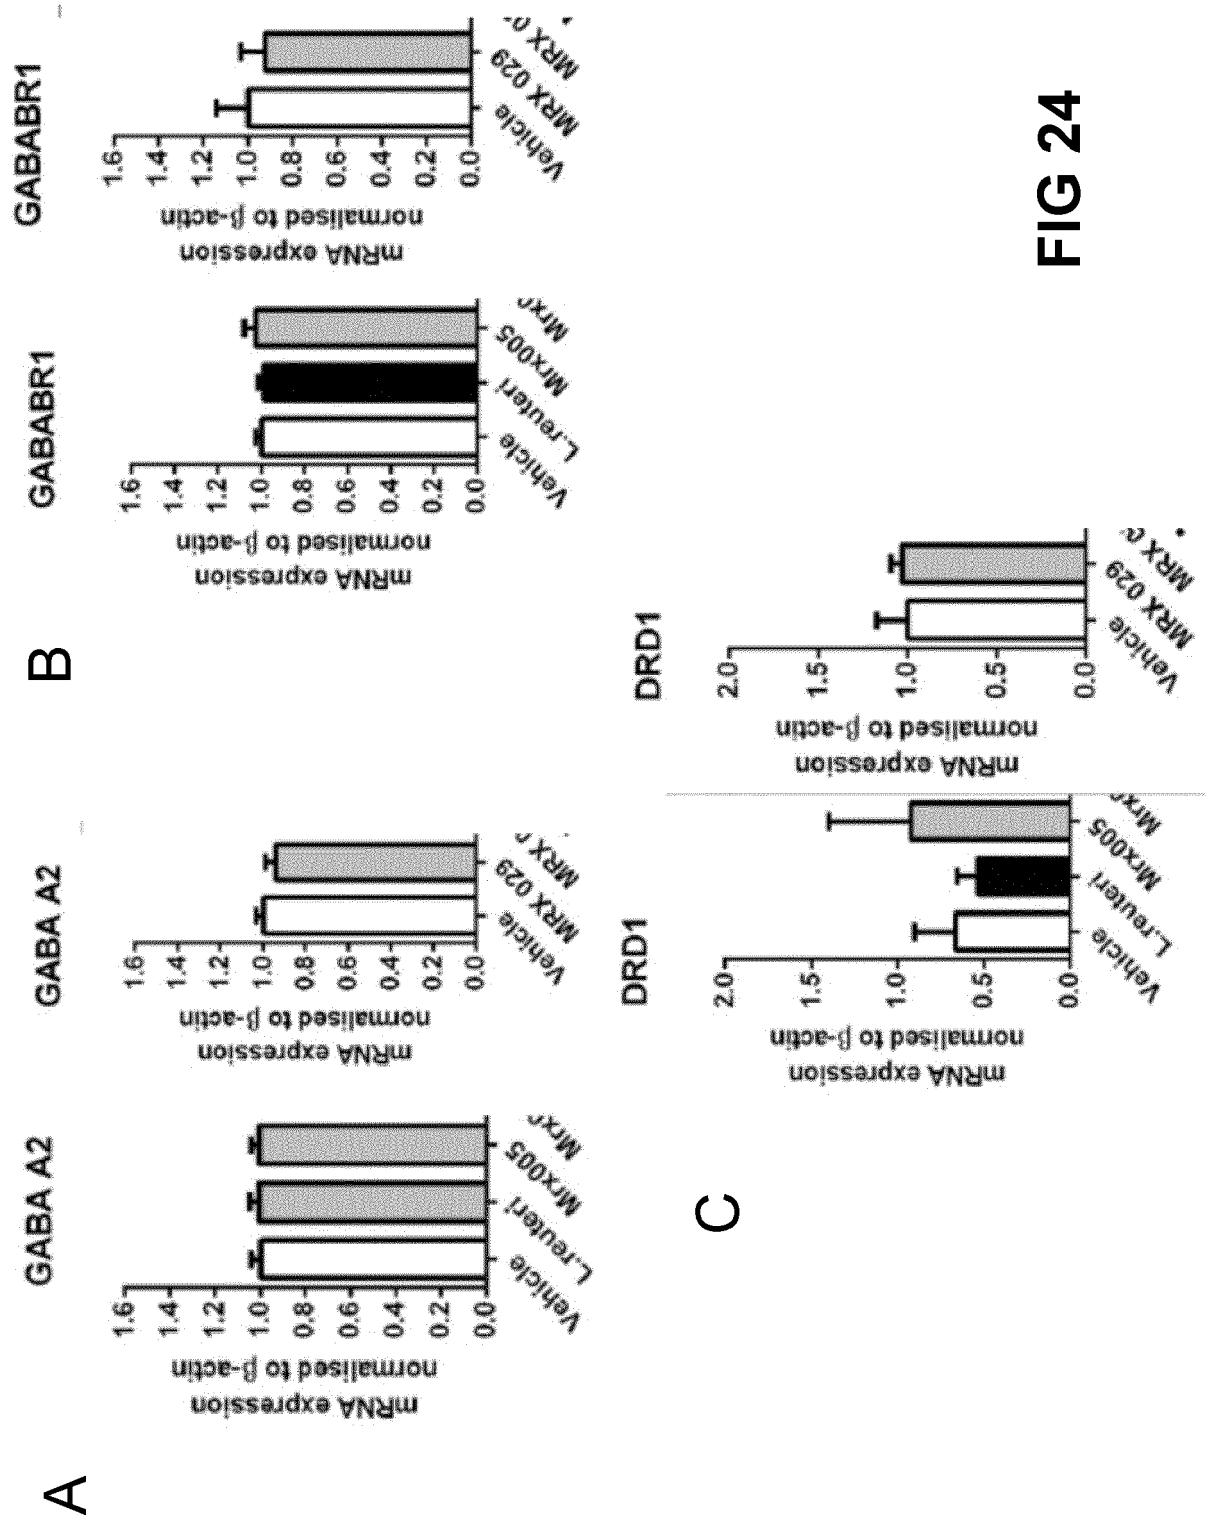 A
GABA A2
mRNA expression
normalised to β-actin
1.6
1.4
1.2
1.0
0.8
0.6
0.4
0.2
0.0
Vehicle
L.reuteri
Mrx005
GABA A2
mRNA expression
normalised to β-actin
1.6
1.4
1.2
1.0
0.8
0.6
0.4
0.2
0.0
Vehicle
MRX 029
MRX
B
GABABR1
mRNA expression
normalised to β-actin
1.6
1.4
1.2
1.0
0.8
0.6
0.4
0.2
0.0
Vehicle
L.reuteri
Mrx005
GABABR1
mRNA expression
normalised to β-actin
1.6
1.4
1.2
1.0
0.8
0.6
0.4
0.2
0.0
Vehicle
MRX 029
MRX
C
DRD1
mRNA expression
normalised to β-actin
2.0
1.5
1.0
0.5
0.0
Vehicle
L.reuteri
Mrx005
DRD1
mRNA expression
normalised to β-actin
2.0
1.5
1.0
0.5
0.0
Vehicle
MRX 029
MRX
FIG 24